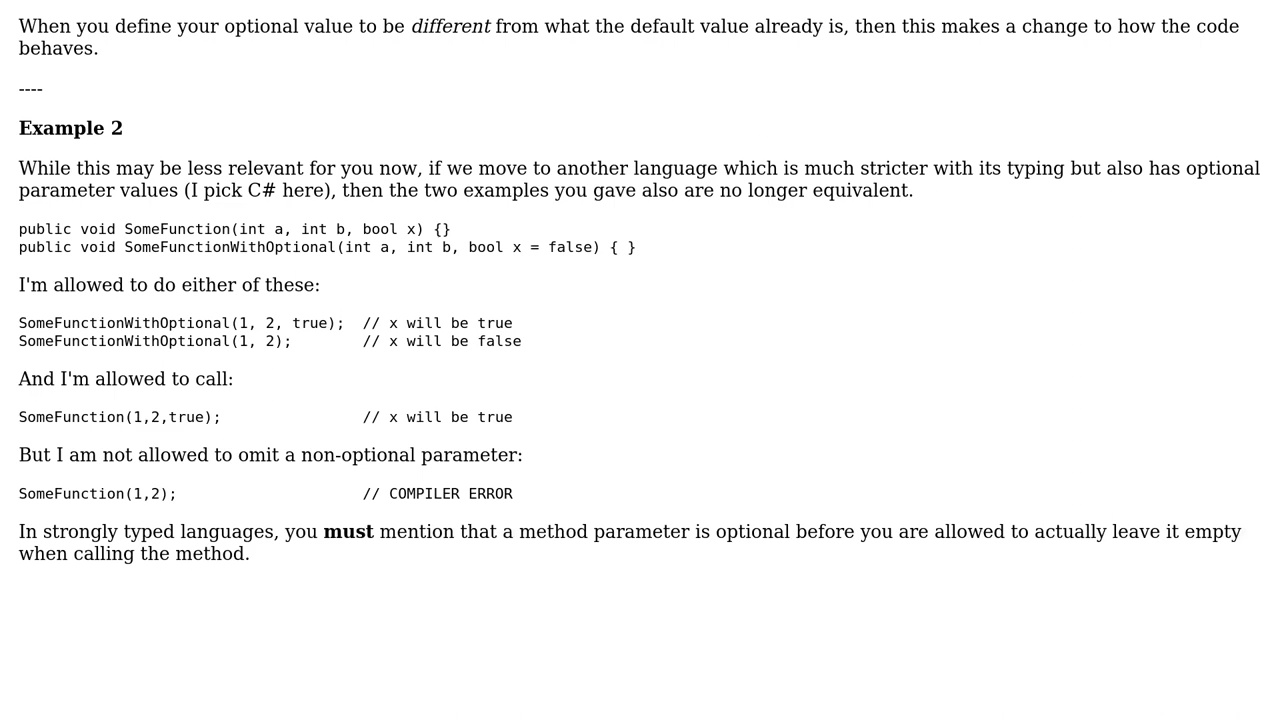 When you define your optional value to be different from what the default value already is, then this makes a change to how the code
behaves.
----
Example 2
While this may be less relevant for you now, if we move to another language which is much stricter with its typing but also has optional
parameter values (I pick C# here), then the two examples you gave also are no longer equivalent.
public void SomeFunction(int a, int b, bool x) {}
public void SomeFunctionWithOptional(int a, int b, bool x = false) { }
I'm allowed to do either of these:
SomeFunctionWithOptional(1, 2, true);  // x will be true
SomeFunctionWithOptional(1, 2);        // x will be false
And I'm allowed to call:
SomeFunction(1,2,true);                // x will be true
But I am not allowed to omit a non-optional parameter:
SomeFunction(1,2);                     // COMPILER ERROR
In strongly typed languages, you must mention that a method parameter is optional before you are allowed to actually leave it empty
when calling the method.